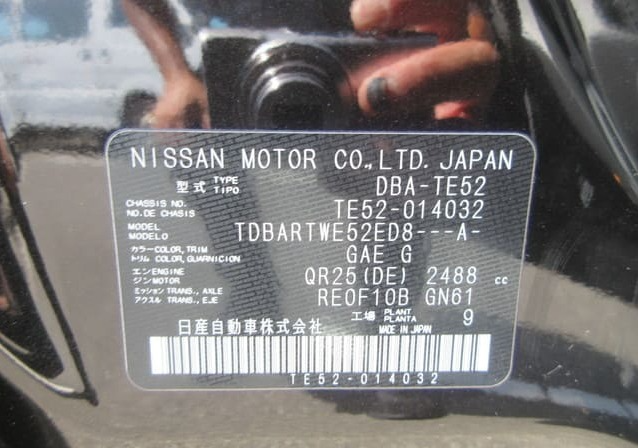 NISSAN MOTOR CO.,LTD. JAPAN
型式 TYPE TIPO DBA-TE52
CHASSIS NO. NO. DE CHASIS TE52-014032
MODEL MODELO TDBARTWE52ED8---A-
カラー COLOR, TRIM トリム COLOR, GUARNICION GAE G
エンジン ENGINE MOTOR QR25(DE) 2488 cc
ミッション TRANS., AXLE アクスル TRANS., EJE RE0F10B GN61
工場 PLANT PLANTA 9
日産自動車株式会社 MADE IN JAPAN
TE52-014032